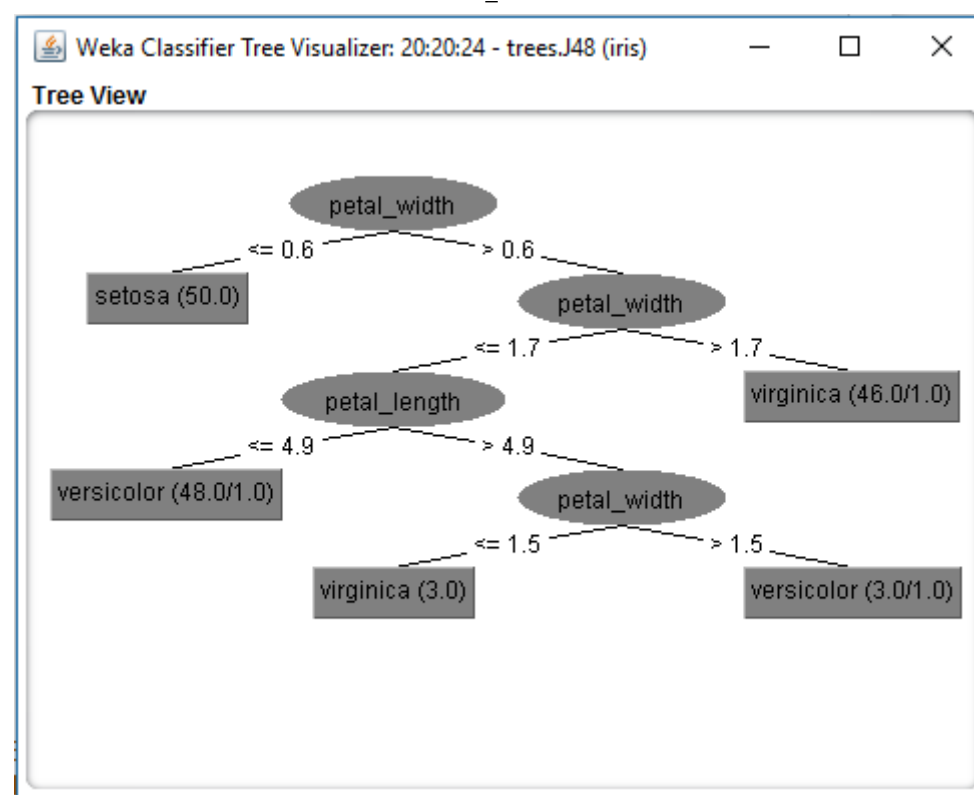 Weka Classifier Tree Visualizer: 20:20:24 - trees.J48 (iris)
Tree View
petal_width
<= 0.6 > 0.6
setosa (50.0)
petal_width
<= 1.7 > 1.7
petal_length
virginica (46.0/1.0)
<= 4.9 > 4.9
versicolor (48.0/1.0)
petal_width
<= 1.5 > 1.5
virginica (3.0)
versicolor (3.0/1.0)